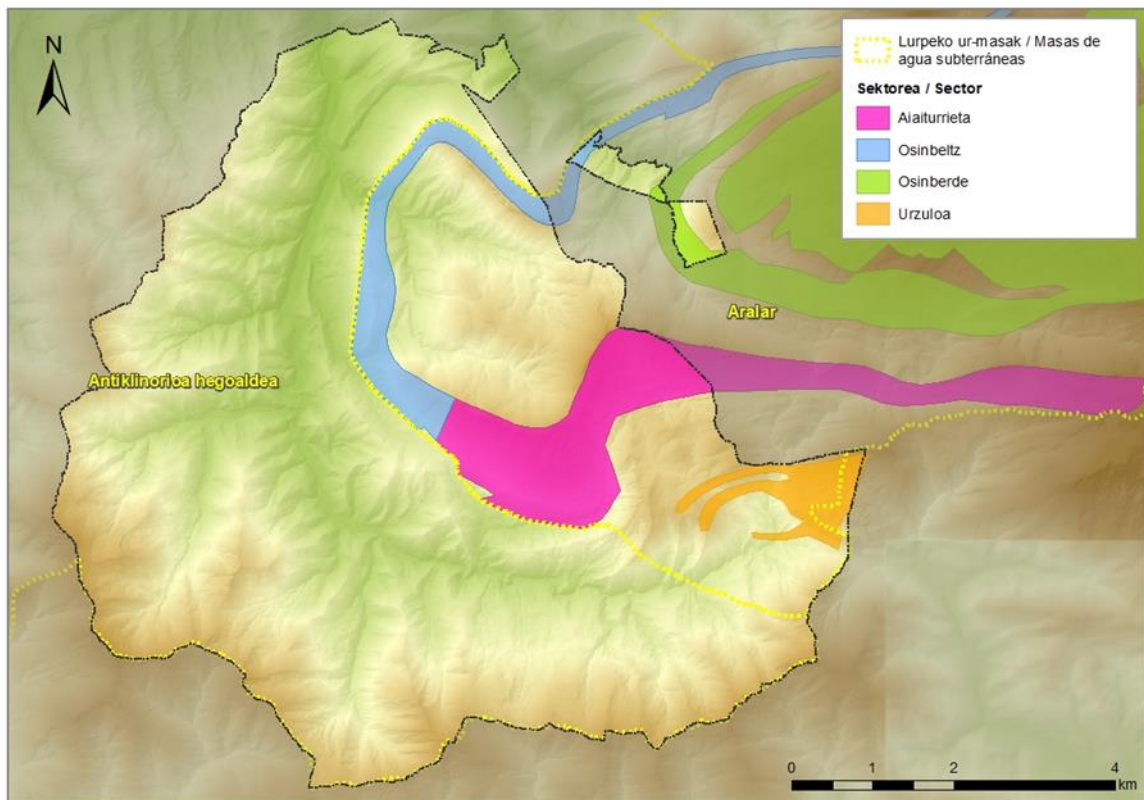 N
Lurpeko ur-masak / Masas de
agua subterráneas
Sektorea / Sector
Aiaiturrieta
Osinbeltz
Osinberde
Urzuloa
Aralar
Antiklinorioa hegoaldea
0 1 2 4
km